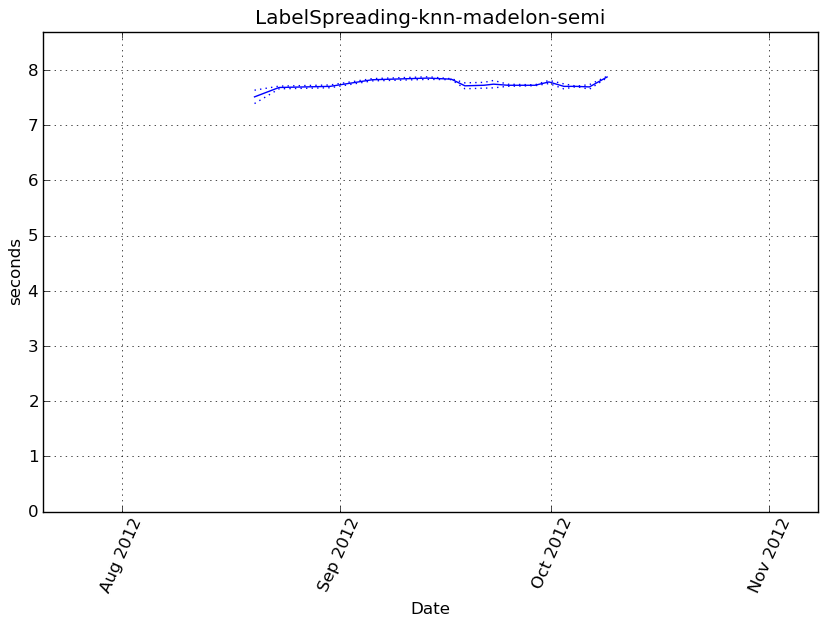 LabelSpreading-knn-madelon-semi
8
7
6
5
4
3
2
1
0
seconds
Aug 2012
Sep 2012
Oct 2012
Nov 2012
Date